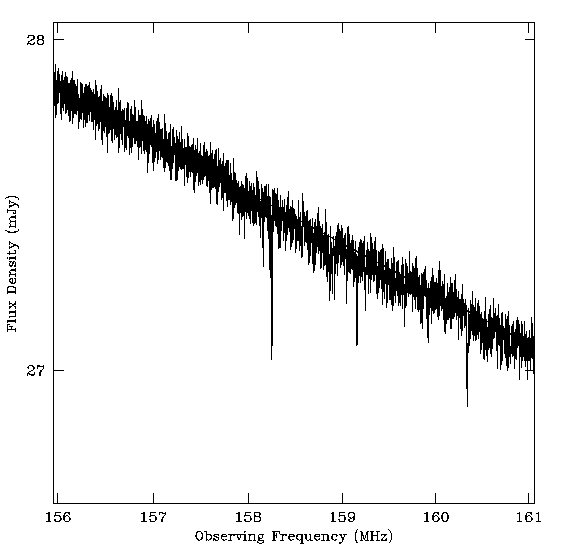 28
Flux Density (mJy)
27
156 157 158 159 160 161
Observing Frequency (MHz)